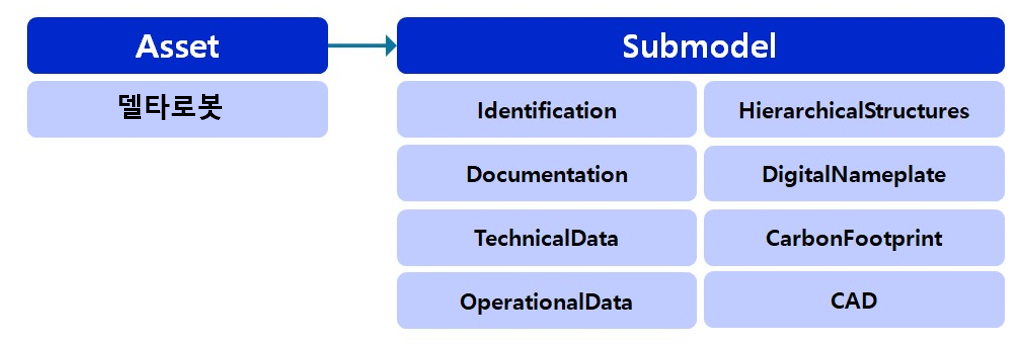 Asset
Submodel
델타로봇
Identification
HierarchicalStructures
Documentation
DigitalNameplate
TechnicalData
CarbonFootprint
OperationalData
CAD